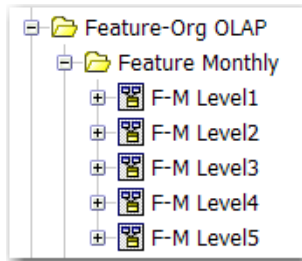 Feature-Org OLAP
Feature Monthly
F-M Level1
F-M Level2
F-M Level3
F-M Level4
F-M Level5